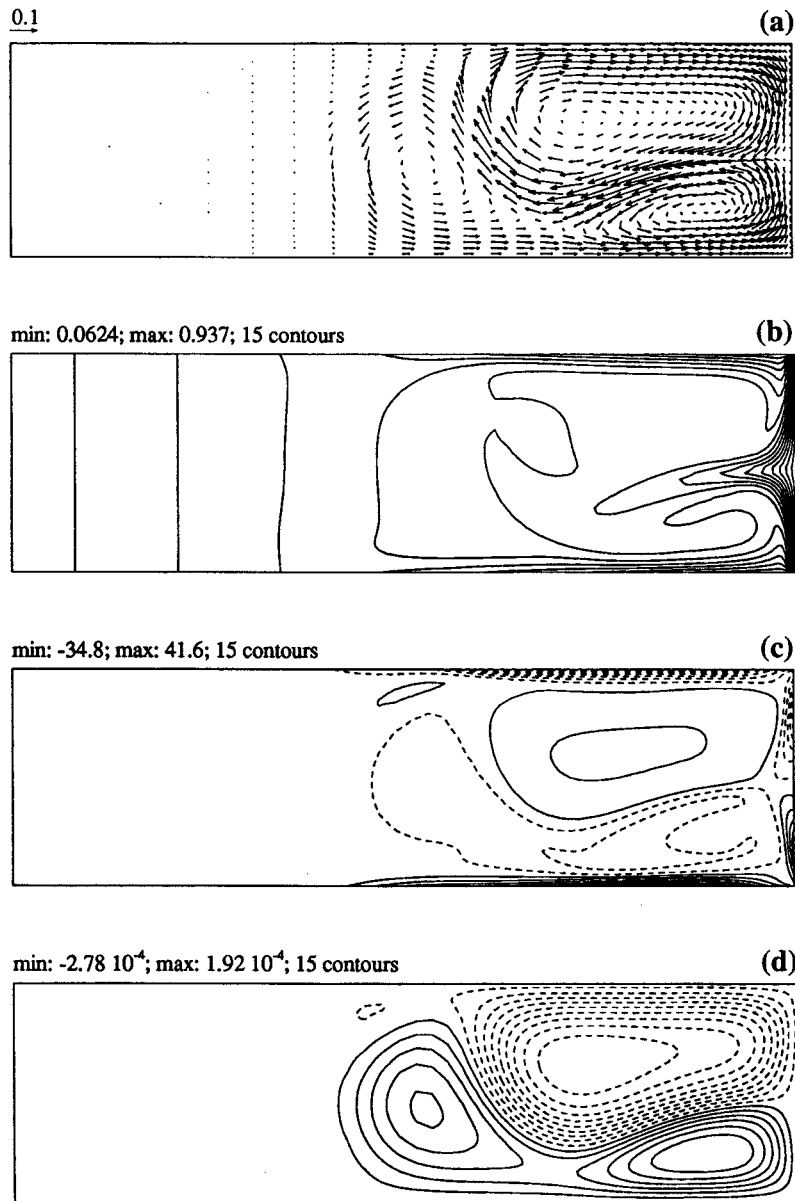 0.1
(a)
min: 0.0624; max: 0.937; 15 contours
(b)
min: -34.8; max: 41.6; 15 contours
(c)
min: -2.78 10⁻⁴; max: 1.92 10⁻⁴; 15 contours
(d)